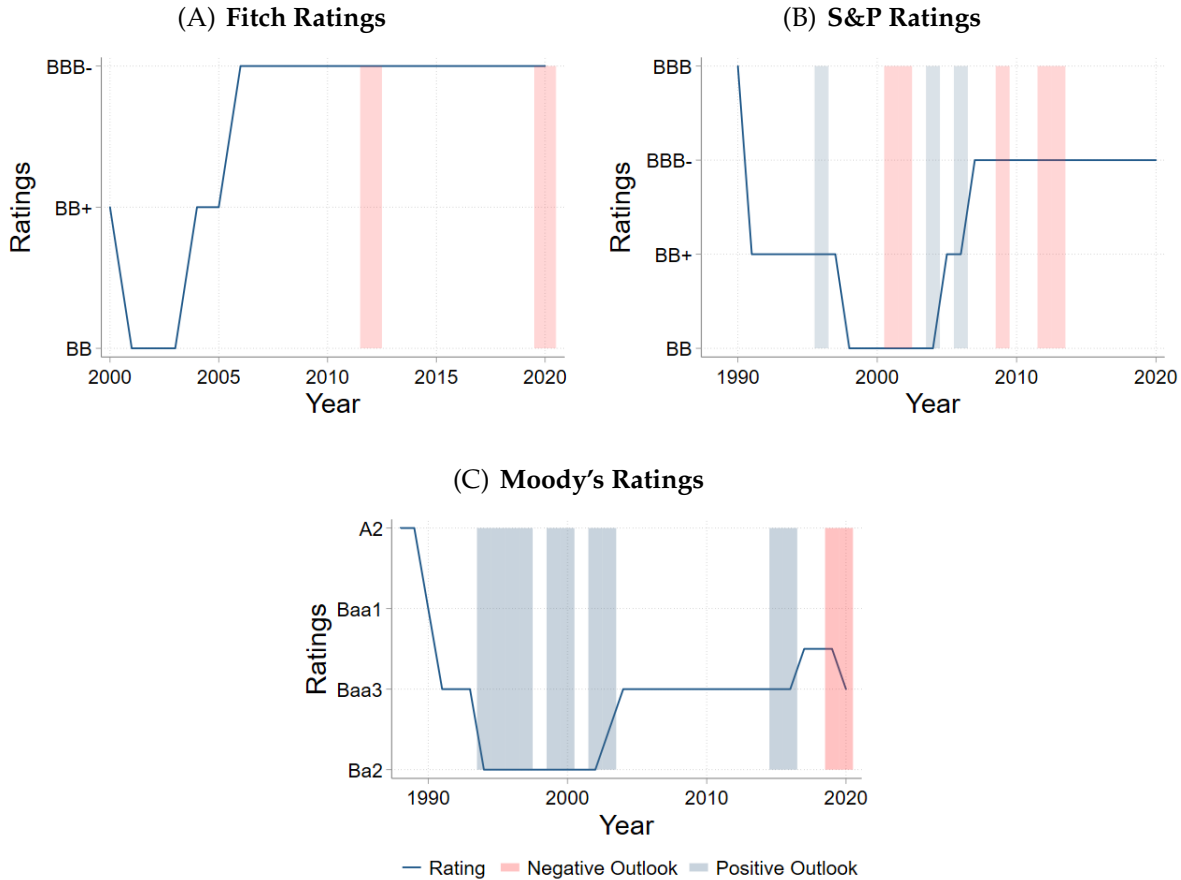 (A) Fitch Ratings
BBB-
BB+
BB
Ratings
2000 2005 2010 2015 2020
Year
(B) S&P Ratings
BBB
BBB-
BB+
BB
Ratings
1990 2000 2010 2020
Year
(C) Moody's Ratings
A2
Baa1
Baa3
Ba2
Ratings
1990 2000 2010 2020
Year
Rating Negative Outlook Positive Outlook